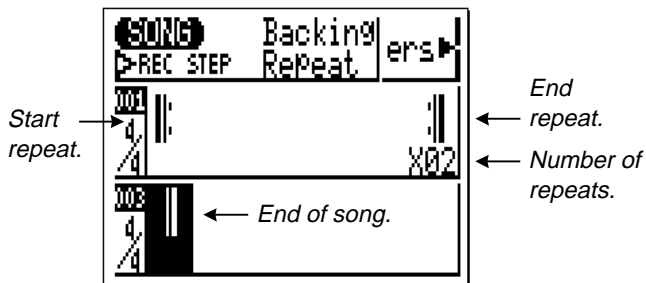 SONG Backing ers
REC STEP Repeat
001
4/4
X02
003
4/4
Start
repeat.
End
repeat.
Number of
repeats.
End of song.